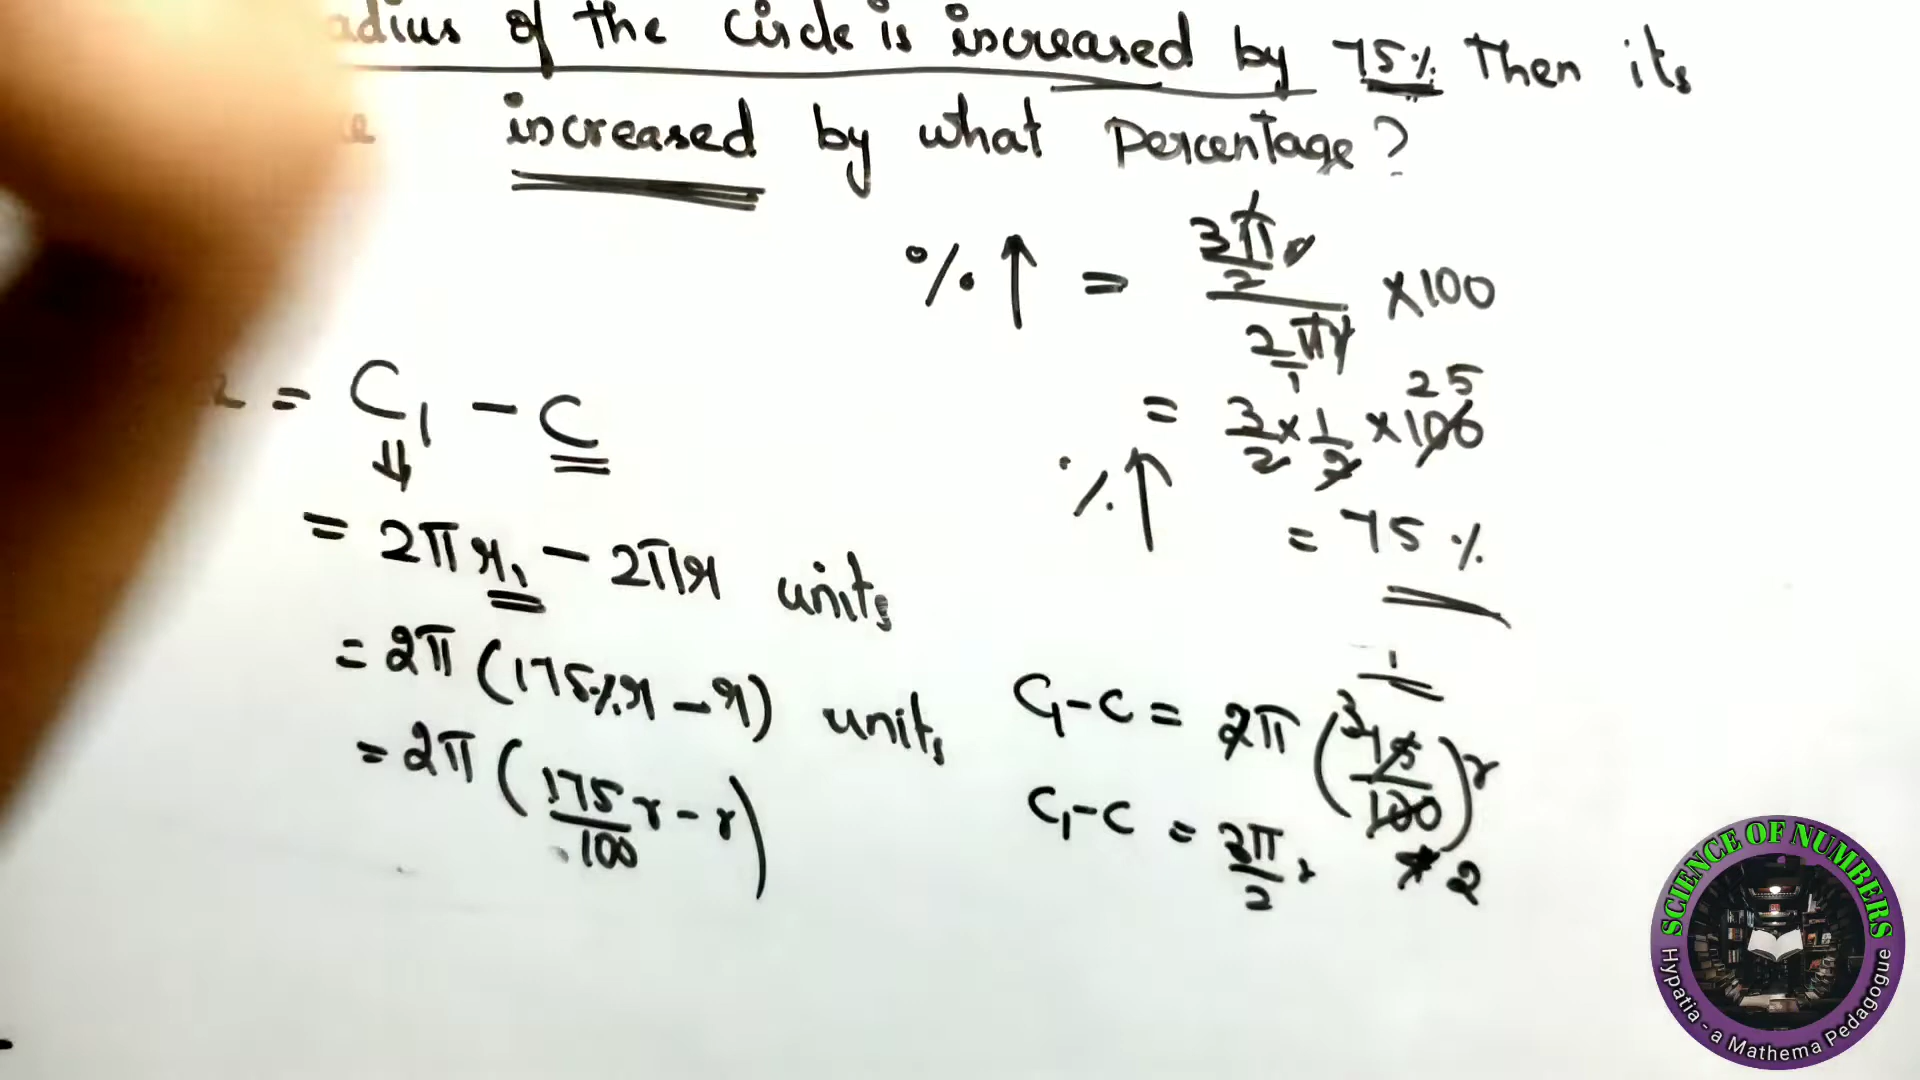 adius of the circle is increased by 75% Then its
increased by what Percentage?
%↑ = 3π/2 r / 2πr × 100
= 3/2 × 1/2 × 100 25
%↑ = 75%
= C₁ - C
⇓
= 2πr₁ - 2πr units
= 2π (175%r - r) units
= 2π (175/100 r - r)
C₁-C = 2π (75/100) r
C₁-C = 3π/2 r
SCIENCE OF NUMBERS
Hypatia - a Mathema Pedagogue